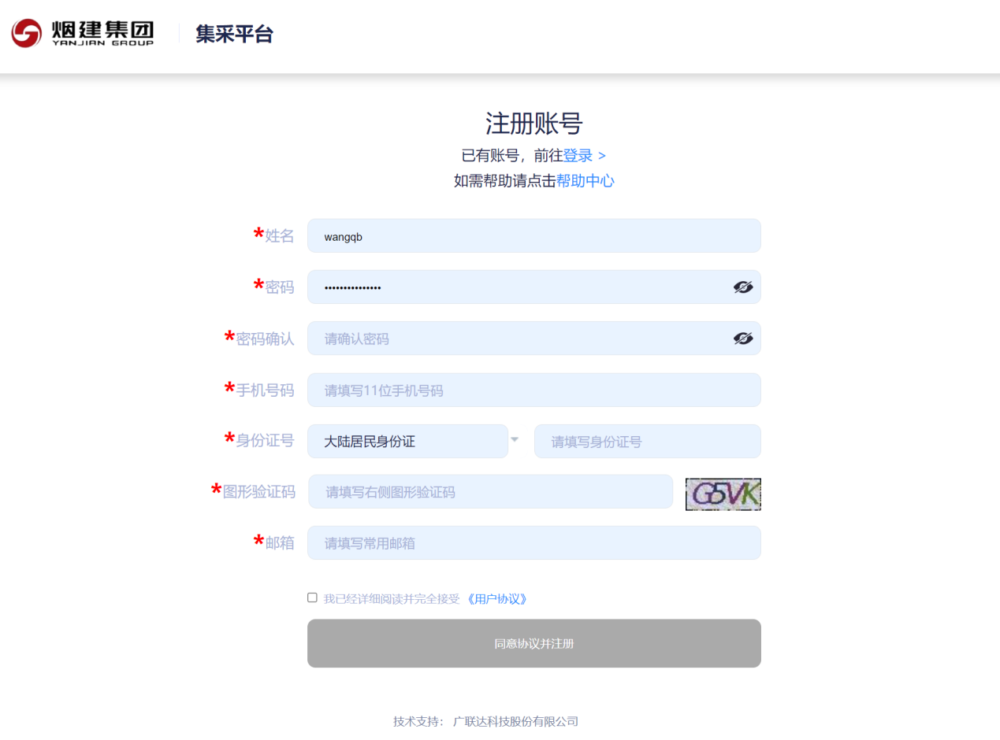 烟建集团
YANJIAN GROUP
集采平台
注册账号
已有账号，前往登录 >
如需帮助请点击帮助中心
*姓名 wangqb
*密码 •••••••••••••••
*密码确认 请确认密码
*手机号码 请填写11位手机号码
*身份证号 大陆居民身份证 请填写身份证号
*图形验证码 请填写右侧图形验证码 G5VK
*邮箱 请填写常用邮箱
我已经详细阅读并完全接受《用户协议》
同意协议并注册
技术支持： 广联达科技股份有限公司